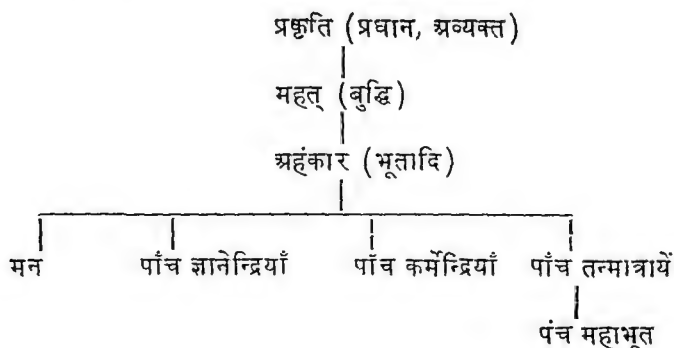 प्रकृति (प्रधान, अव्यक्त)
महत् (बुद्धि)
अहंकार (भूतादि)
मन पाँच ज्ञानेन्द्रियाँ पाँच कर्मेन्द्रियाँ पाँच तन्मात्रायें
पंच महाभूत